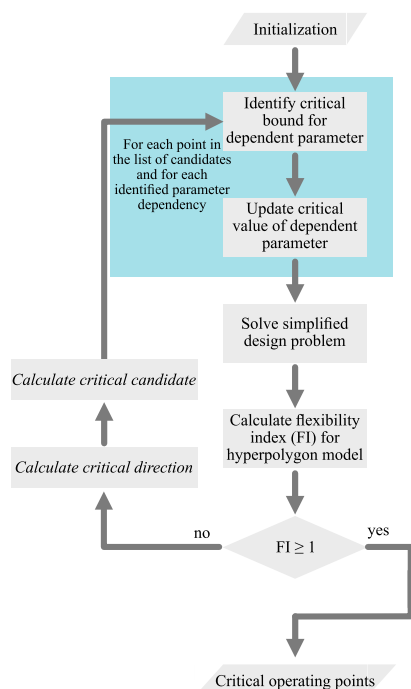 Initialization
Identify critical
bound for
dependent parameter
For each point in
the list of candidates
and for each
identified parameter
dependency
Update critical
value of dependent
parameter
Solve simplified
design problem
Calculate critical candidate
Calculate flexibility
index (FI) for
hyperpolygon model
Calculate critical direction
no
yes
FI ≥ 1
Critical operating points